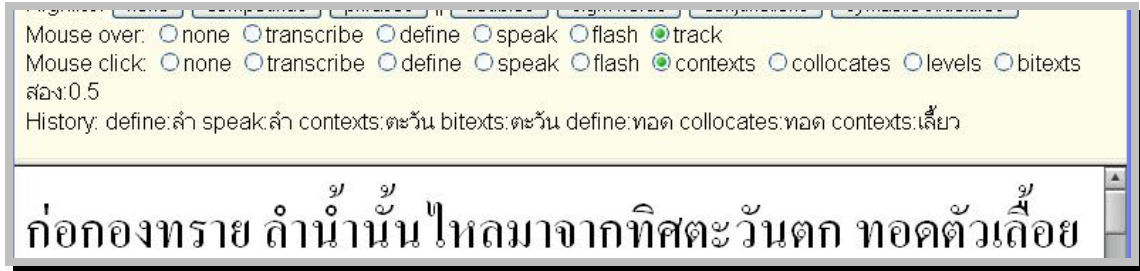 Mouse over: none transcribe define speak flash track
Mouse click: none transcribe define speak flash contexts collocates levels bitexts
สอง:0.5
History: define:ลำ speak:ลำ contexts:ตะวัน bitexts:ตะวัน define:ทอด collocates:ทอด contexts:เลี้ยว
ก่อกองทราย ลำน้ำนั้นไหลมาจากทิศตะวันตก ทอดตัวเลื้อย